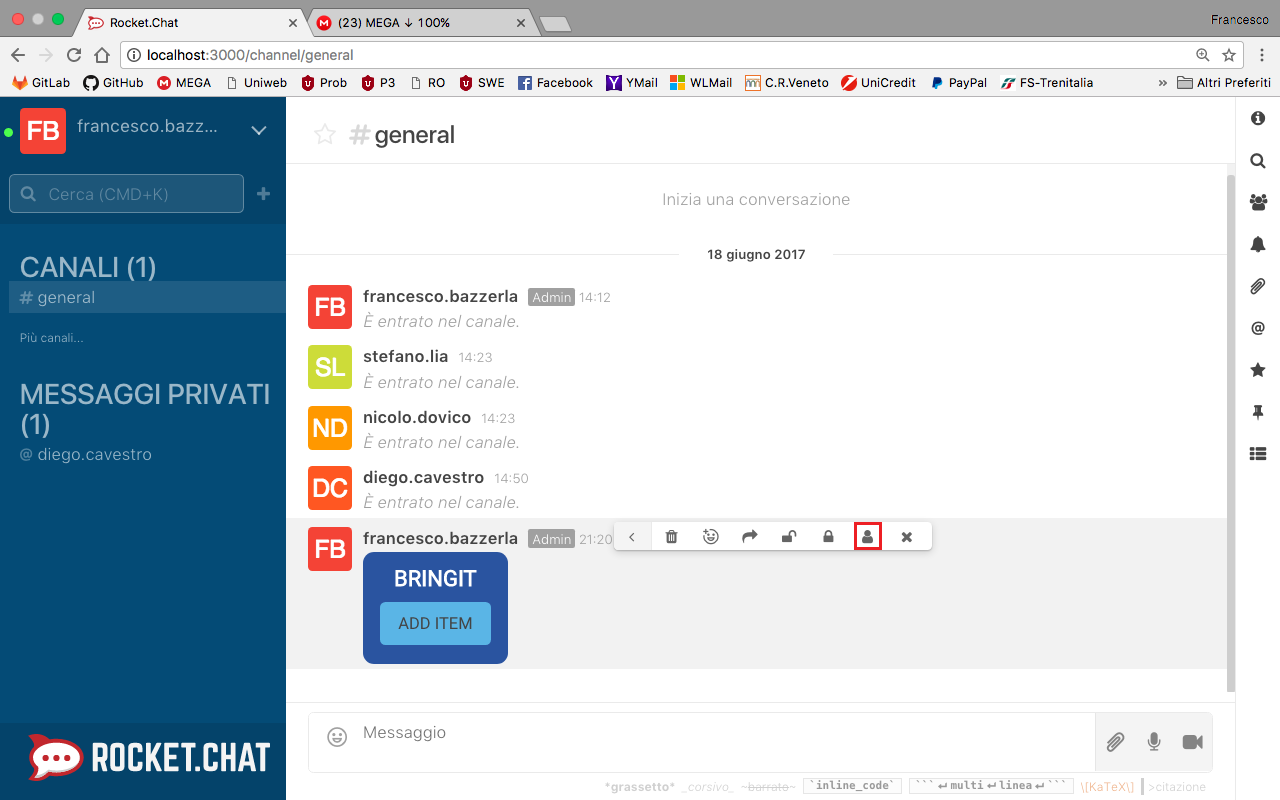 Rocket.Chat
(23) MEGA ↓ 100%
Francesco
localhost:3000/channel/general
GitLab GitHub MEGA Uniweb Prob P3 RO SWE Facebook YMail WLMail C.R.Veneto UniCredit PayPal FS-Trenitalia » Altri Preferiti
FB francesco.bazz...
Cerca (CMD+K)
CANALI (1)
# general
Più canali...
MESSAGGI PRIVATI
(1)
@ diego.cavestro
ROCKET.CHAT
#general
Inizia una conversazione
18 giugno 2017
FB francesco.bazzerla Admin 14:12
È entrato nel canale.
SL stefano.lia 14:23
È entrato nel canale.
ND nicolo.dovico 14:23
È entrato nel canale.
DC diego.cavestro 14:50
È entrato nel canale.
FB francesco.bazzerla Admin 21:20
BRINGIT
ADD ITEM
Messaggio
*grassetto* _corsivo_ ~barrato~ `inline_code` ```↵multi↵linea↵``` \[KaTeX\] >citazione